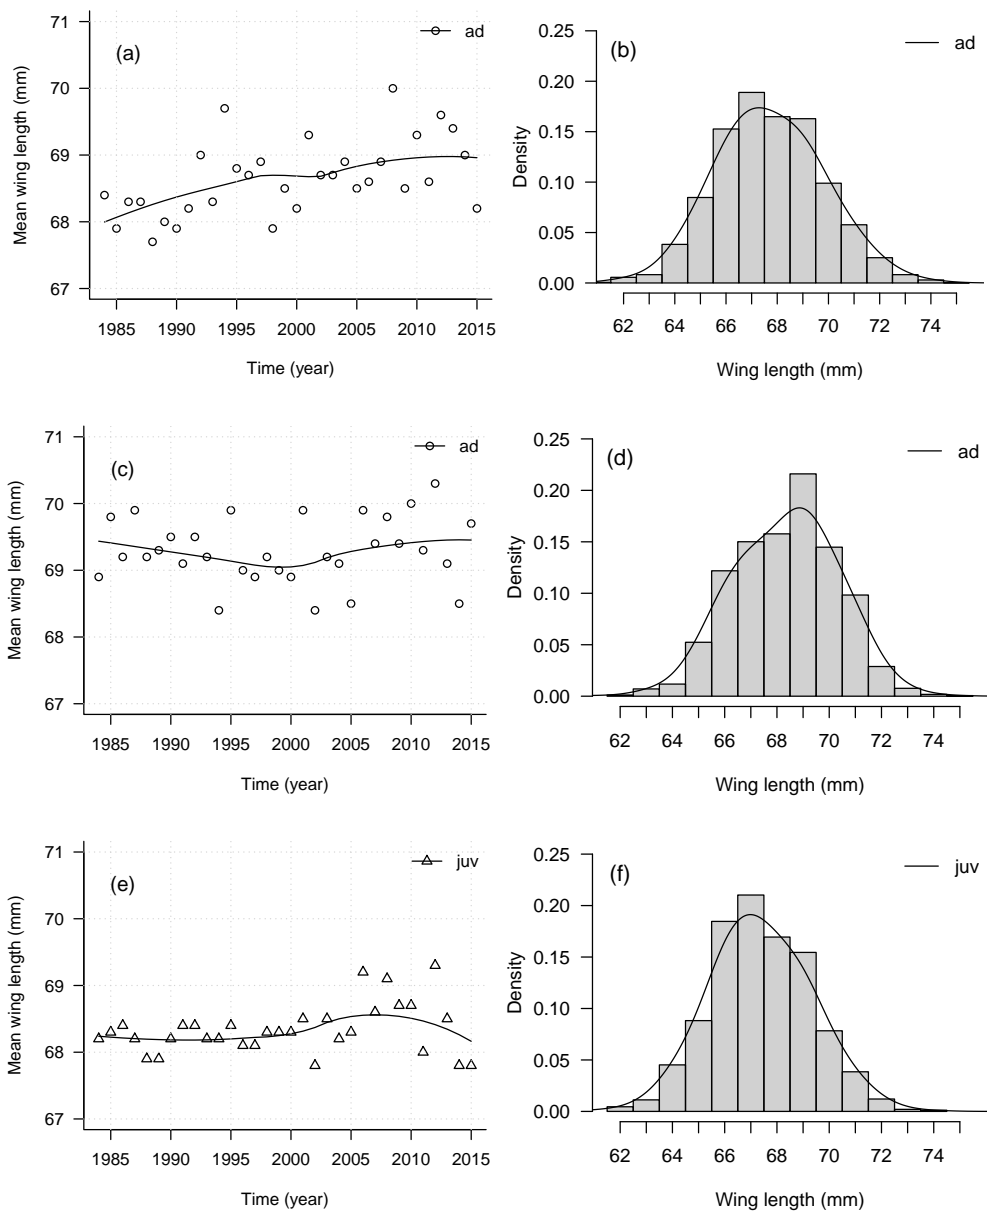 (a)
ad
71
70
69
68
67
Mean wing length (mm)
1985 1990 1995 2000 2005 2010 2015
Time (year)
(b)
ad
0.25
0.20
0.15
0.10
0.05
0.00
Density
62 64 66 68 70 72 74
Wing length (mm)
(c)
ad
71
70
69
68
67
Mean wing length (mm)
1985 1990 1995 2000 2005 2010 2015
Time (year)
(d)
ad
0.25
0.20
0.15
0.10
0.05
0.00
Density
62 64 66 68 70 72 74
Wing length (mm)
(e)
juv
71
70
69
68
67
Mean wing length (mm)
1985 1990 1995 2000 2005 2010 2015
Time (year)
(f)
juv
0.25
0.20
0.15
0.10
0.05
0.00
Density
62 64 66 68 70 72 74
Wing length (mm)